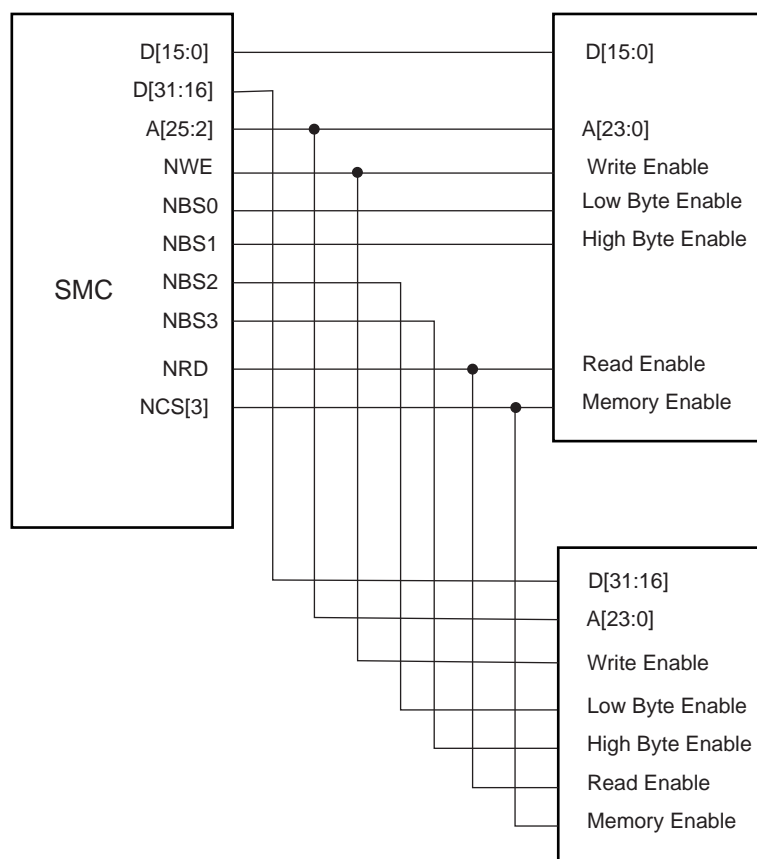 D[15:0]
D[31:16]
A[25:2]
NWE
NBS0
NBS1
NBS2
NBS3
NRD
NCS[3]
SMC
D[15:0]
A[23:0]
Write Enable
Low Byte Enable
High Byte Enable
Read Enable
Memory Enable
D[31:16]
A[23:0]
Write Enable
Low Byte Enable
High Byte Enable
Read Enable
Memory Enable